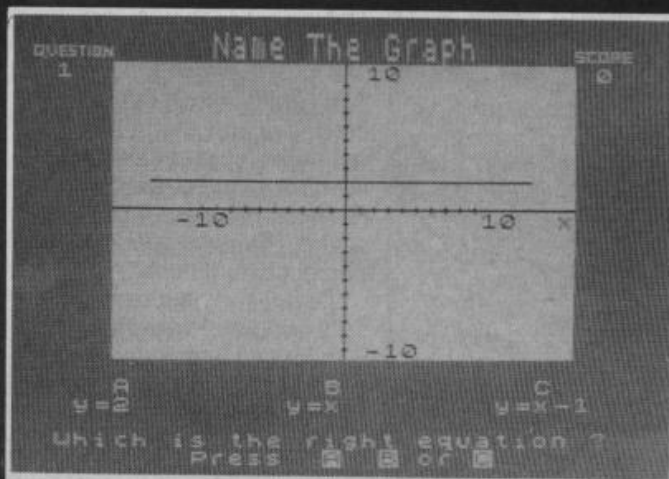 Name The Graph
QUESTION
1
SCORE
0
10
-10
10
x
-10
A
B
C
y=2
y=x
y=x-1
Which is the right equation ?
Press A B or C